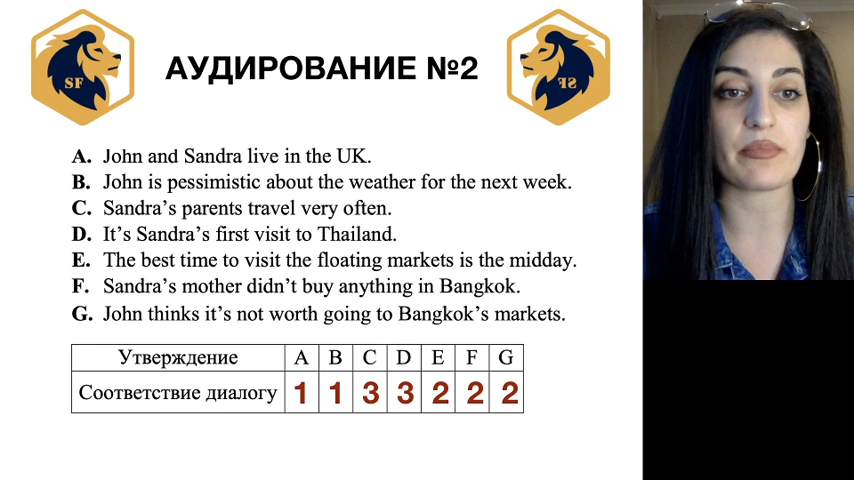 SF
АУДИРОВАНИЕ №2
SF
A. John and Sandra live in the UK.
B. John is pessimistic about the weather for the next week.
C. Sandra’s parents travel very often.
D. It’s Sandra’s first visit to Thailand.
E. The best time to visit the floating markets is the midday.
F. Sandra’s mother didn’t buy anything in Bangkok.
G. John thinks it’s not worth going to Bangkok’s markets.
Утверждение A B C D E F G
Соответствие диалогу 1 1 3 3 2 2 2